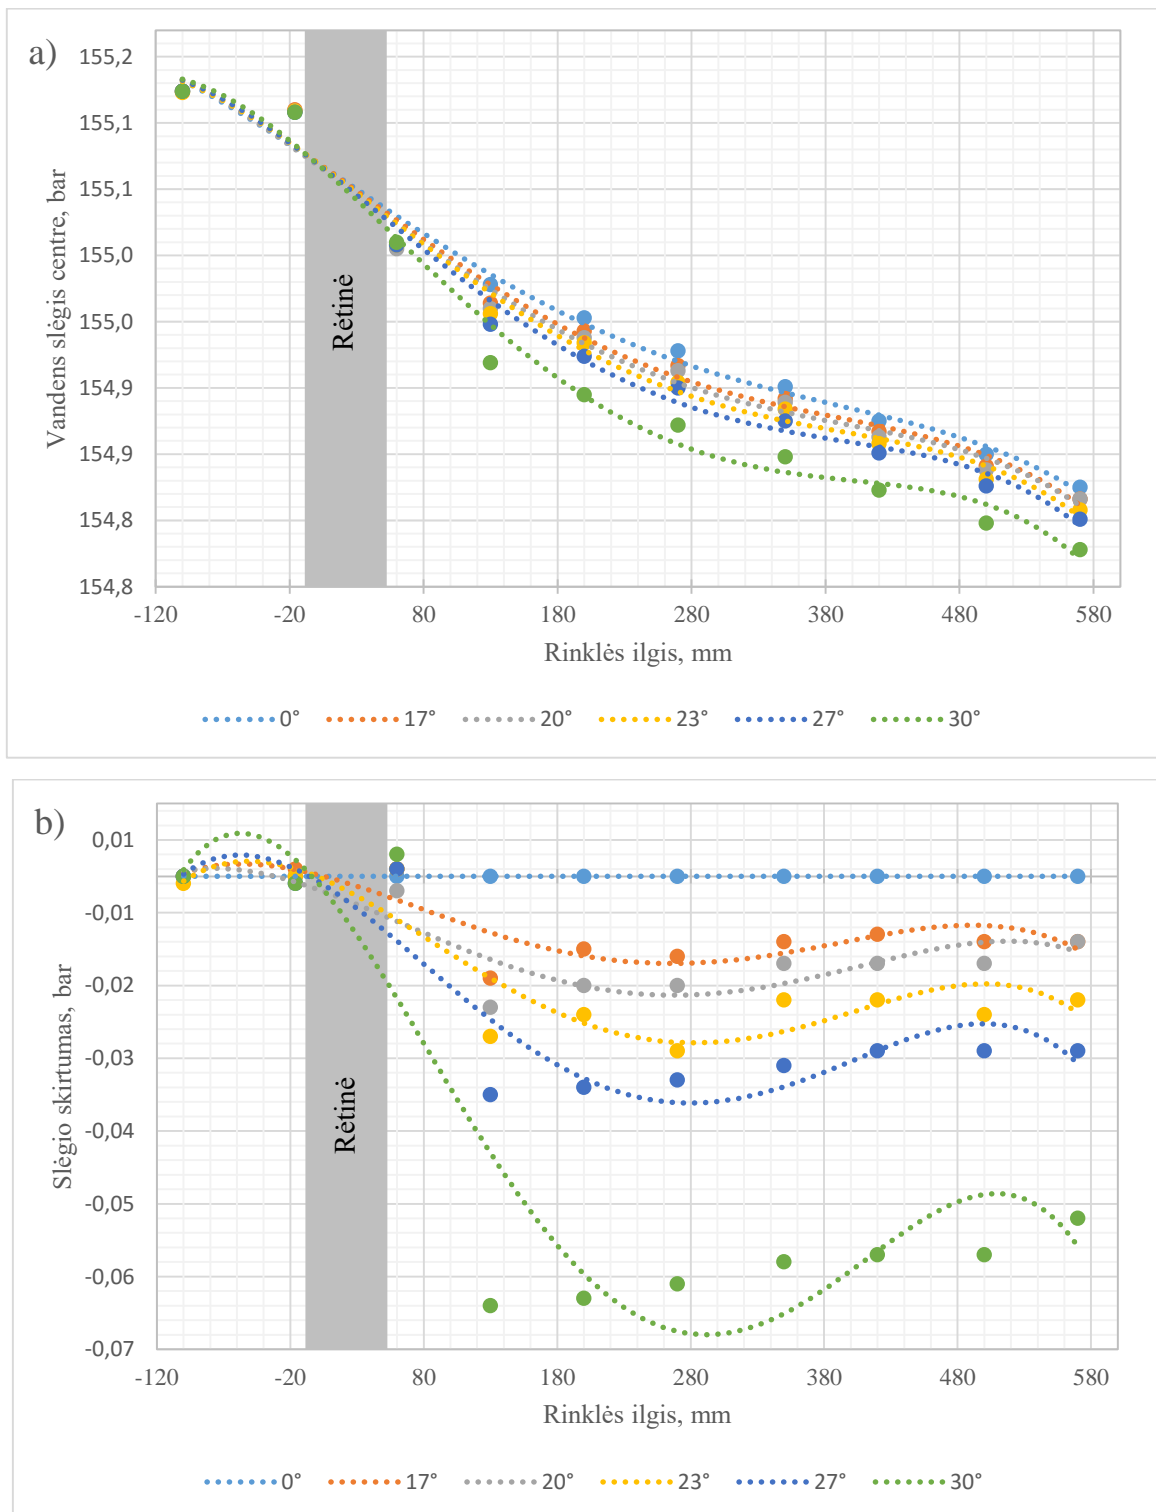 a)
155,2
155,1
155,1
155,0
155,0
154,9
154,9
154,8
154,8
Vandens slėgis centre, bar
Rėtinė
-120 -20 80 180 280 380 480 580
Rinklės ilgis, mm
0° 17° 20° 23° 27° 30°
b)
0,01
-0,01
-0,02
-0,03
-0,04
-0,05
-0,06
-0,07
Slėgio skirtumas, bar
Rėtinė
-120 -20 80 180 280 380 480 580
Rinklės ilgis, mm
0° 17° 20° 23° 27° 30°